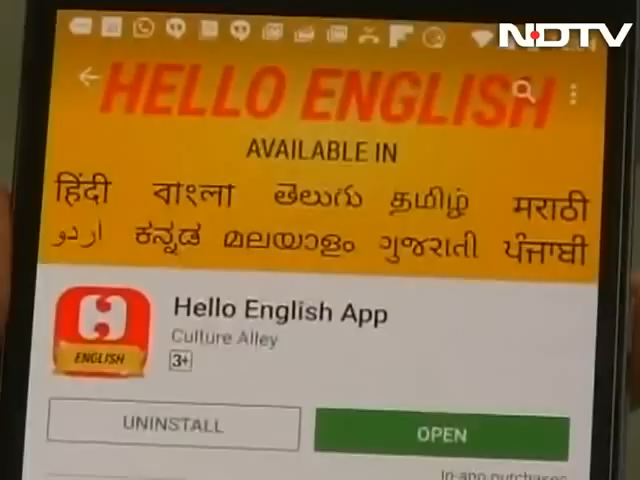 NDTV
HELLO ENGLISH
AVAILABLE IN
हिंदी বাংলা తెలుగు தமிழ் मराठी
اردو ಕನ್ನಡ മലയാളം ગુજરાતી ਪੰਜਾਬੀ
Hello English App
Culture Alley
ENGLISH
3+
UNINSTALL OPEN
In-app purchases